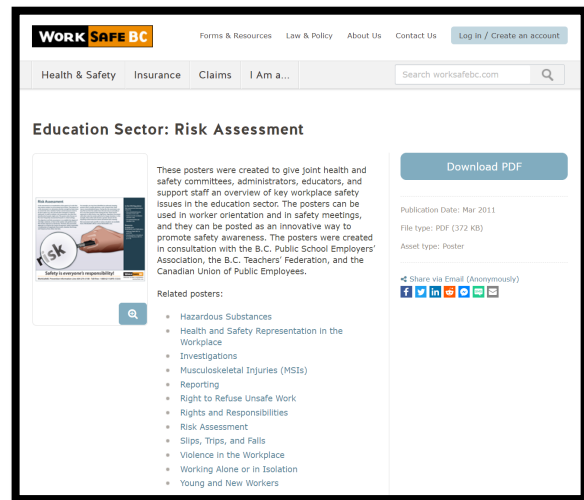 WORK SAFE BC
Forms & Resources
Law & Policy
About Us
Contact Us
Log in / Create an account
Health & Safety
Insurance
Claims
I Am a...
Search worksafebc.com
Education Sector: Risk Assessment
Risk Assessment
risk
Safety is everyone's responsibility!
These posters were created to give joint health and
safety committees, administrators, educators, and
support staff an overview of key workplace safety
issues in the education sector. The posters can be
used in worker orientation and in safety meetings,
and they can be posted as an innovative way to
promote safety awareness. The posters were created
in consultation with the B.C. Public School Employers'
Association, the B.C. Teachers' Federation, and the
Canadian Union of Public Employees.
Related posters:
Hazardous Substances
Health and Safety Representation in the
Workplace
Investigations
Musculoskeletal Injuries (MSIs)
Reporting
Right to Refuse Unsafe Work
Rights and Responsibilities
Risk Assessment
Slips, Trips, and Falls
Violence in the Workplace
Working Alone or in Isolation
Young and New Workers
Download PDF
Publication Date: Mar 2011
File type: PDF (372 KB)
Asset type: Poster
Share via Email (Anonymously)